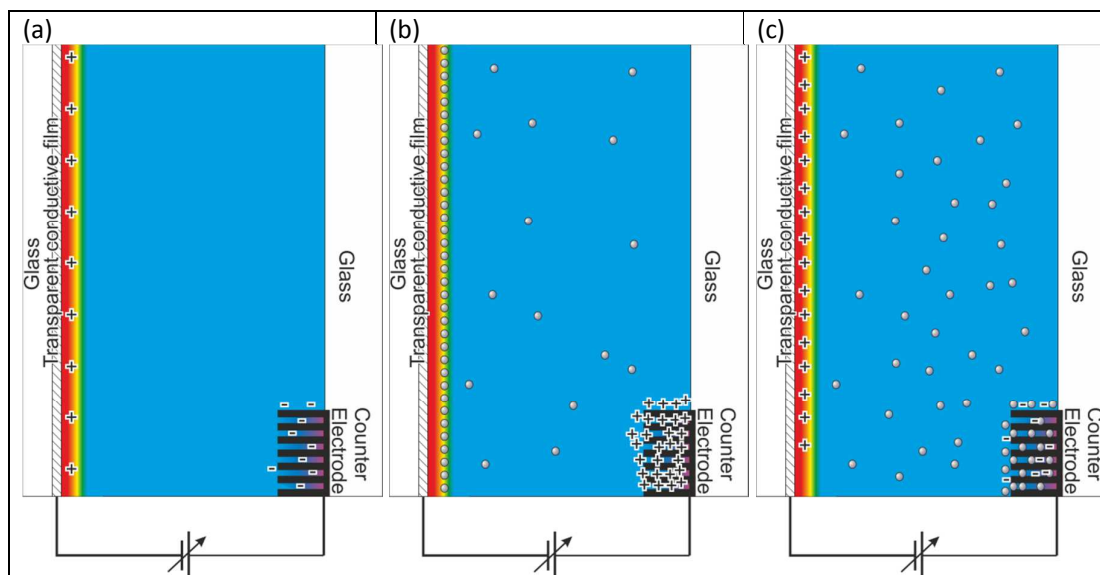 (a)
Glass
Transparent conductive film
Glass
Counter
Electrode
(b)
Glass
Transparent conductive film
Glass
Counter
Electrode
(c)
Glass
Transparent conductive film
Glass
Counter
Electrode